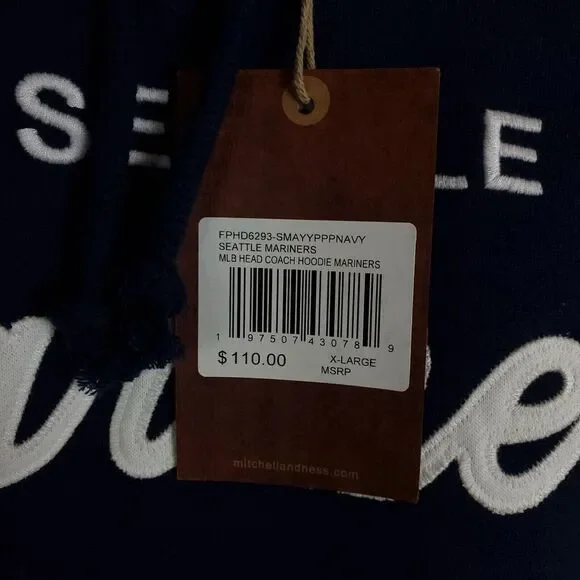 SE LE
FPHD6293-SMAYYPPPNAVY
SEATTLE MARINERS
MLB HEAD COACH HOODIE MARINERS
1 97507 43078 9
$110.00 X-LARGE
MSRP
mitchellandness.com